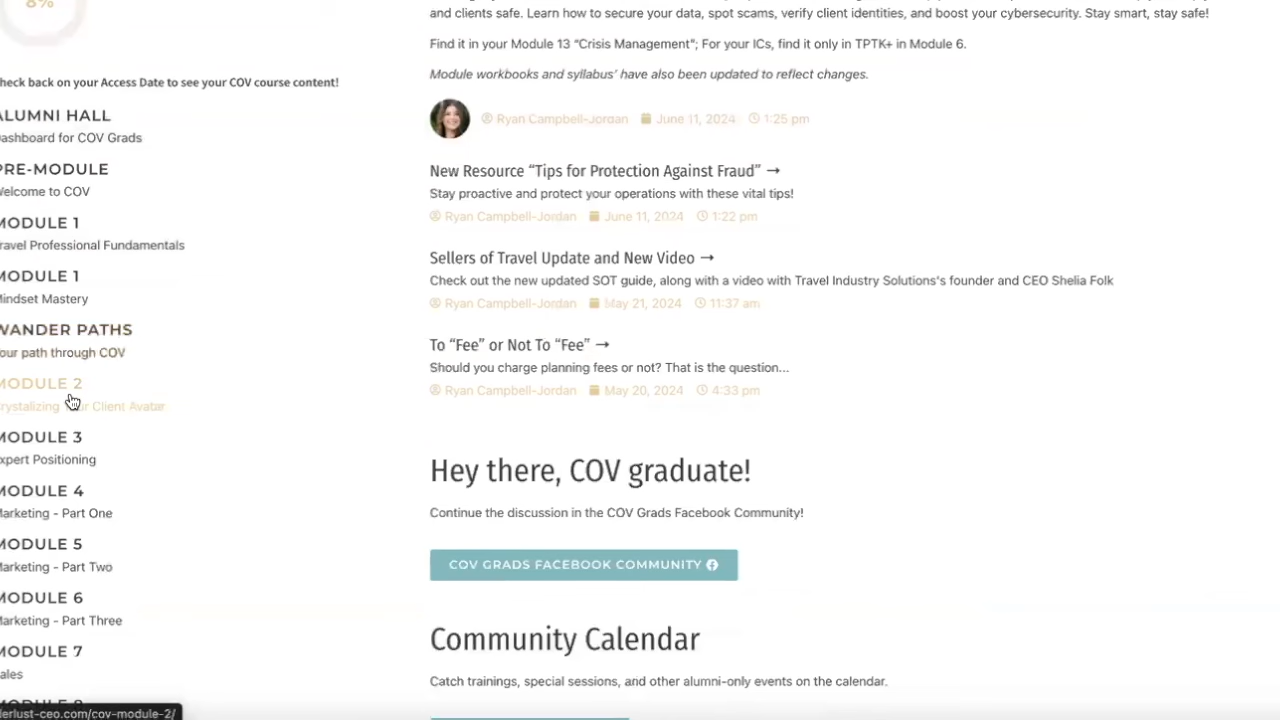 8%
heck back on your Access Date to see your COV course content!
ALUMNI HALL
ashboard for COV Grads
PRE-MODULE
elcome to COV
MODULE 1
ravel Professional Fundamentals
MODULE 1
indset Mastery
WANDER PATHS
our path through COV
MODULE 2
rystalizing Your Client Avatar
MODULE 3
xpert Positioning
MODULE 4
arketing - Part One
MODULE 5
arketing - Part Two
MODULE 6
arketing - Part Three
MODULE 7
ales
derlust-ceo.com/cov-module-2/
and clients safe. Learn how to secure your data, spot scams, verify client identities, and boost your cybersecurity. Stay smart, stay safe!
Find it in your Module 13 “Crisis Management”; For your ICs, find it only in TPTK+ in Module 6.
Module workbooks and syllabus’ have also been updated to reflect changes.
Ryan Campbell-Jordan June 11, 2024 1:25 pm
New Resource “Tips for Protection Against Fraud” →
Stay proactive and protect your operations with these vital tips!
Ryan Campbell-Jordan June 11, 2024 1:22 pm
Sellers of Travel Update and New Video →
Check out the new updated SOT guide, along with a video with Travel Industry Solutions's founder and CEO Shelia Folk
Ryan Campbell-Jordan May 21, 2024 11:37 am
To “Fee” or Not To “Fee” →
Should you charge planning fees or not? That is the question...
Ryan Campbell-Jordan May 20, 2024 4:33 pm
Hey there, COV graduate!
Continue the discussion in the COV Grads Facebook Community!
COV GRADS FACEBOOK COMMUNITY
Community Calendar
Catch trainings, special sessions, and other alumni-only events on the calendar.